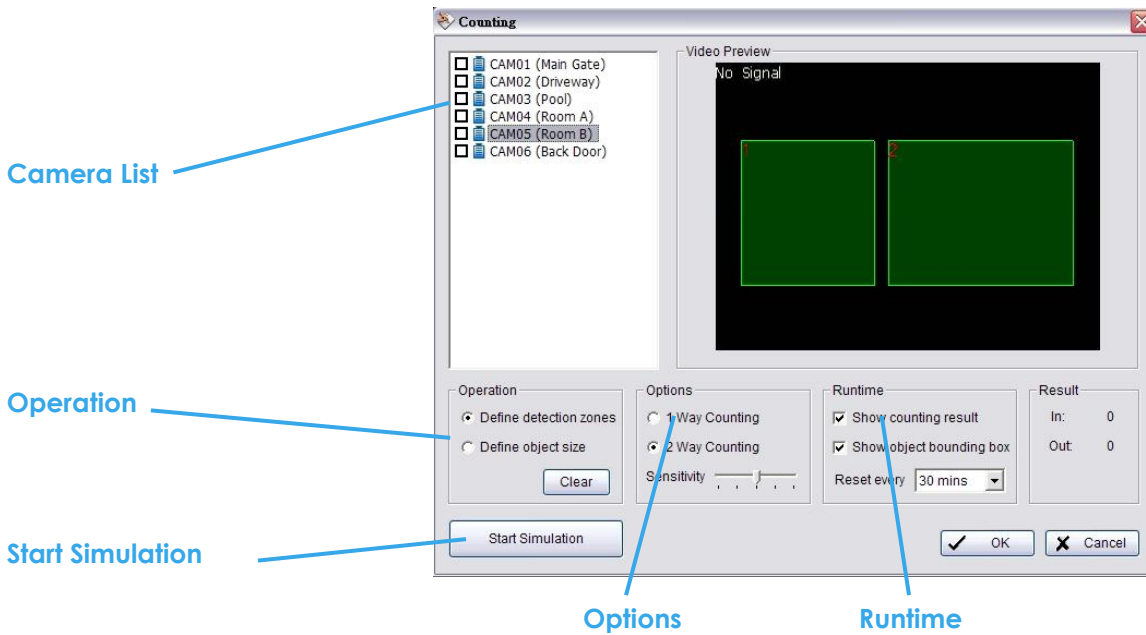 Counting
CAM01 (Main Gate)
CAM02 (Driveway)
CAM03 (Pool)
CAM04 (Room A)
CAM05 (Room B)
CAM06 (Back Door)
Video Preview
No Signal
1
2
Camera List
Operation
Operation
Define detection zones
Define object size
Clear
Options
1 Way Counting
2 Way Counting
Sensitivity
Runtime
Show counting result
Show object bounding box
Reset every 30 mins
Result
In: 0
Out: 0
Start Simulation
Start Simulation
OK
Cancel
Options
Runtime